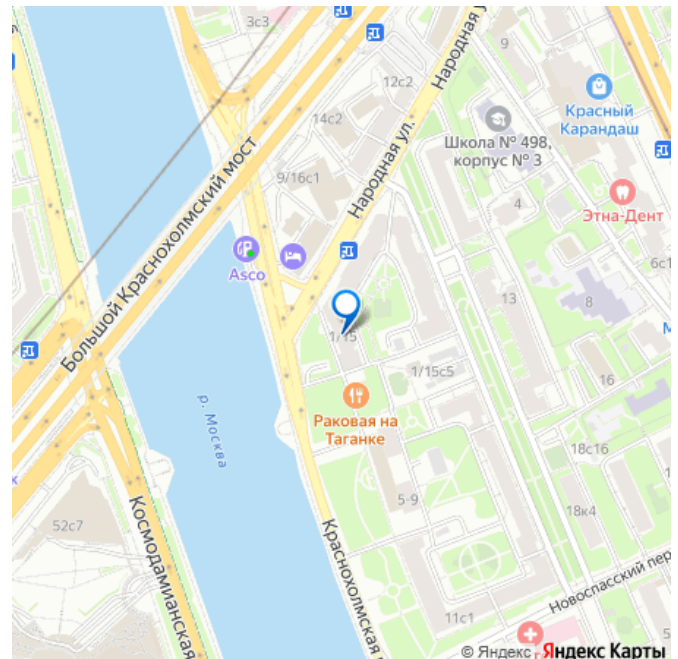 3с3
Народная у
9
12с2
14с2
Красный
Карандаш
Школа № 498,
корпус № 3
Народная ул.
9/16с1
Большой Краснохолмский мост
Этна-Дент
4
Asco
6с1
8
13
1/15
М
1/15с5
16
р. Москва
Раковая на
Таганке
18с16
к
5-9
18к4
52с7
Космодамианская
Краснохолмская
Новоспасский пер
11с1
5
г
© Яндекс Яндекс Карты